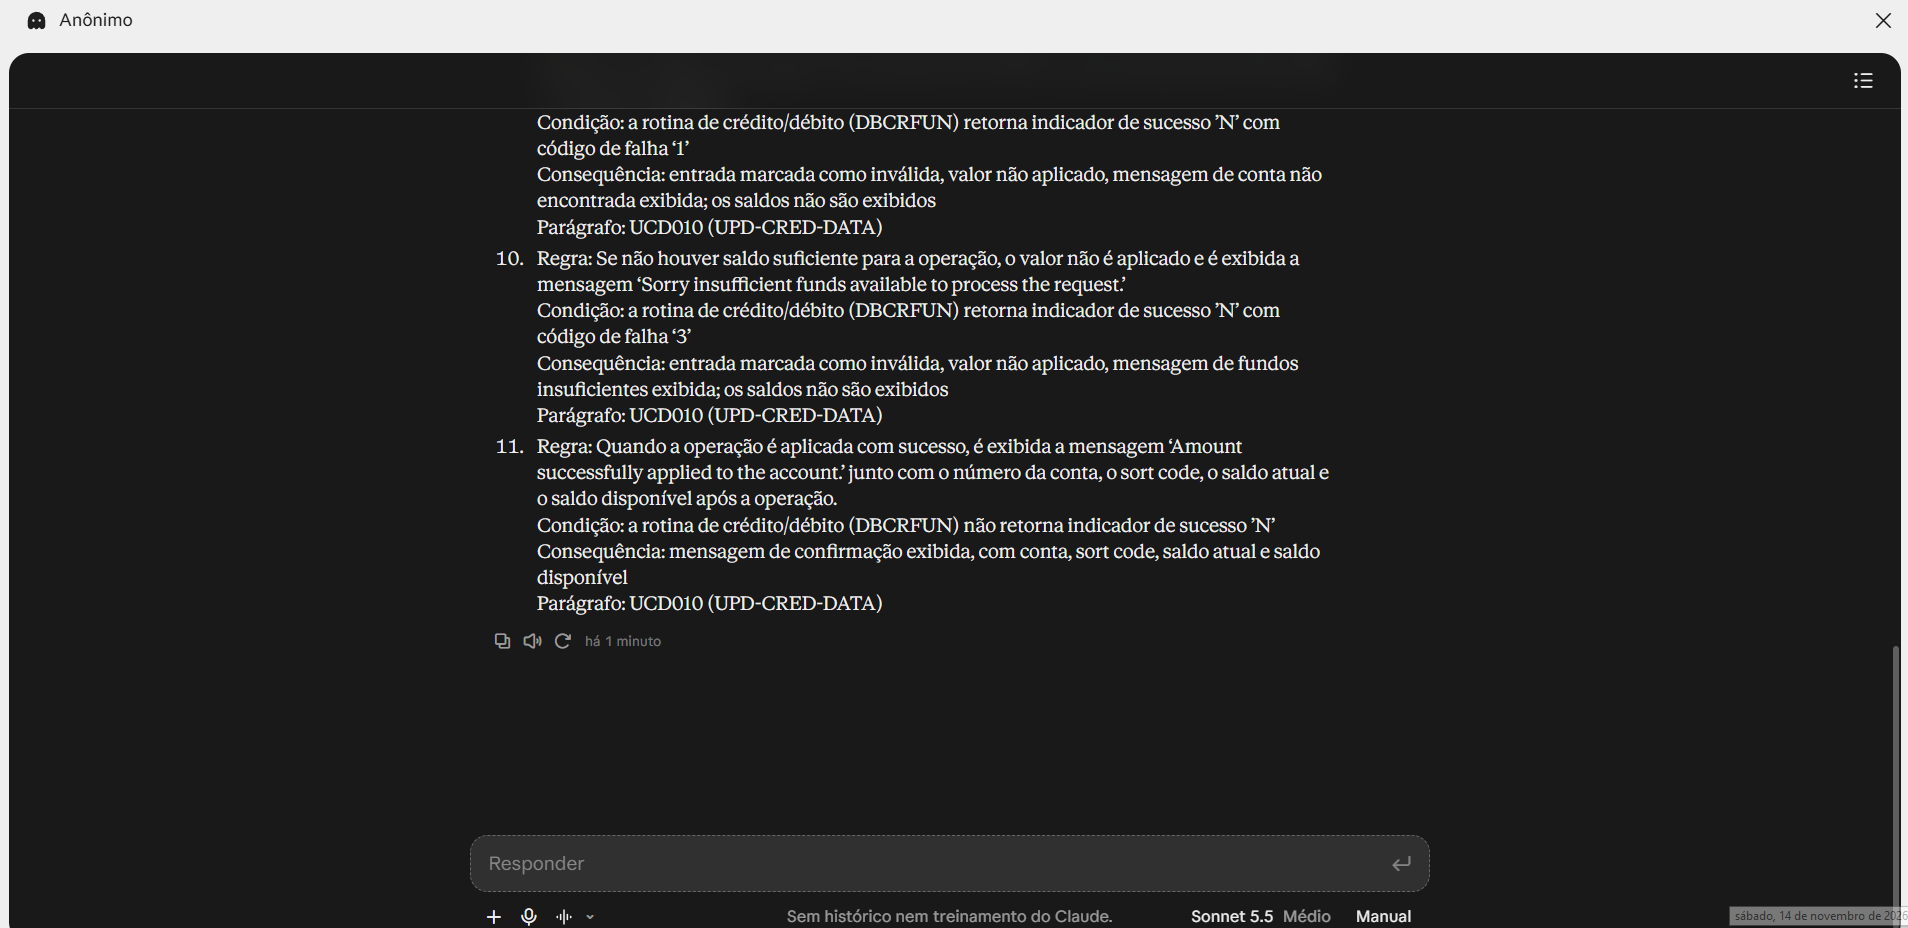 Anônimo
Condição: a rotina de crédito/débito (DBCRFUN) retorna indicador de sucesso ’N’ com
código de falha ‘1’
Consequência: entrada marcada como inválida, valor não aplicado, mensagem de conta não
encontrada exibida; os saldos não são exibidos
Parágrafo: UCD010 (UPD-CRED-DATA)
10. Regra: Se não houver saldo suficiente para a operação, o valor não é aplicado e é exibida a
mensagem ‘Sorry insufficient funds available to process the request.’
Condição: a rotina de crédito/débito (DBCRFUN) retorna indicador de sucesso ’N’ com
código de falha ‘3’
Consequência: entrada marcada como inválida, valor não aplicado, mensagem de fundos
insuficientes exibida; os saldos não são exibidos
Parágrafo: UCD010 (UPD-CRED-DATA)
11. Regra: Quando a operação é aplicada com sucesso, é exibida a mensagem ‘Amount
successfully applied to the account.’ junto com o número da conta, o sort code, o saldo atual e
o saldo disponível após a operação.
Condição: a rotina de crédito/débito (DBCRFUN) não retorna indicador de sucesso ’N’
Consequência: mensagem de confirmação exibida, com conta, sort code, saldo atual e saldo
disponível
Parágrafo: UCD010 (UPD-CRED-DATA)
há 1 minuto
Responder
Sem histórico nem treinamento do Claude. Sonnet 5.5 Médio Manual
sábado, 14 de novembro de 2026